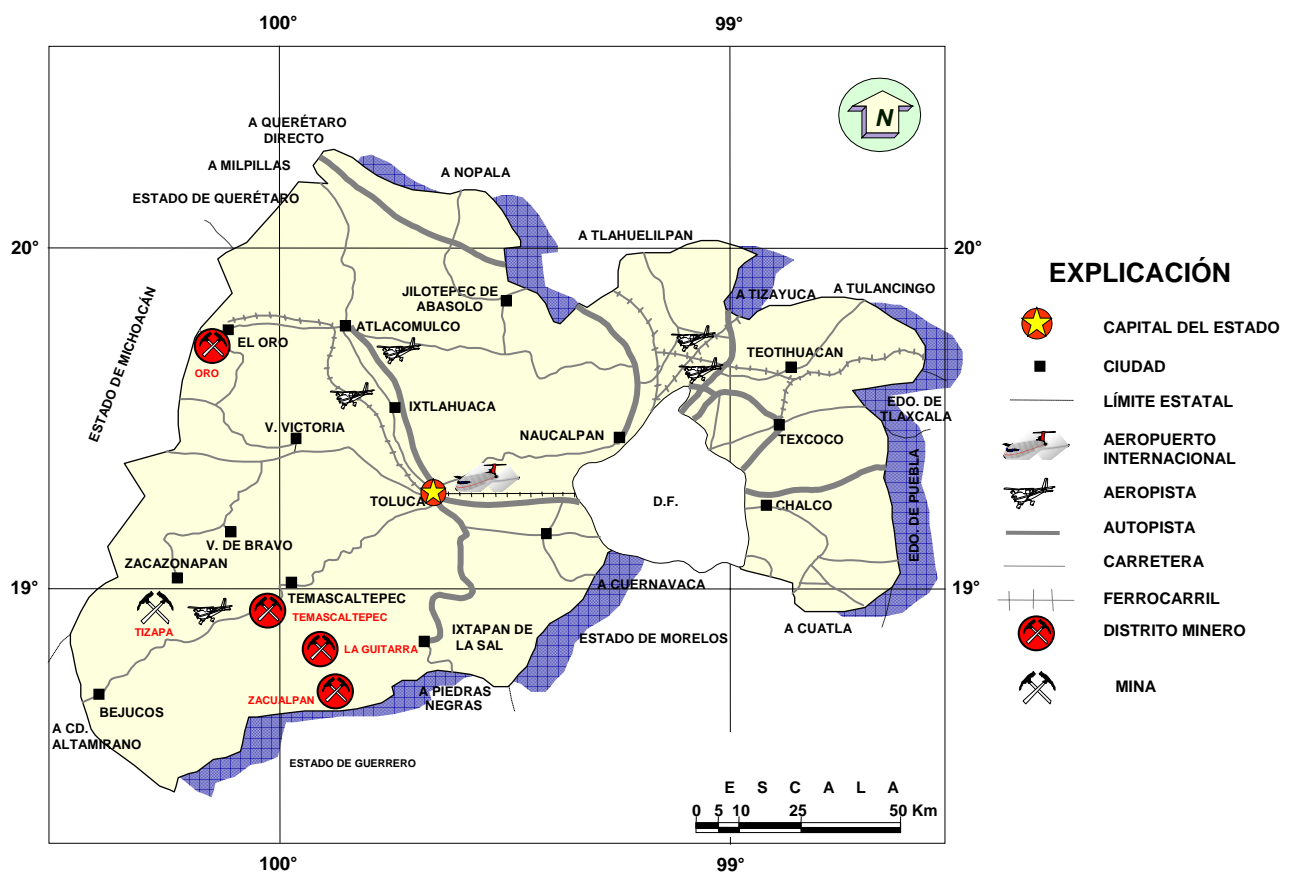 100°
99°
A QUERÉTARO
DIRECTO
A MILPILLAS
A NOPALA
ESTADO DE QUERÉTARO
N
20°
A TLAHUELILPAN
20°
JILOTEPEC DE
ABASOLO
A TIZAYUCA
A TULANCINGO
ESTADO DE MICHOACÁN
ATLACOMULCO
EL ORO
ORO
TEOTIHUACAN
IXTLAHUACA
EDO. DE
TLAXCALA
V. VICTORIA
NAUCALPAN
TEXCOCO
TOLUCA
D.F.
CHALCO
EDO. DE PUEBLA
V. DE BRAVO
ZACAZONAPAN
19°
A CUERNAVACA
19°
TEMASCALTEPEC
TEMASCALTEPEC
TIZAPA
A CUATLA
IXTAPAN DE
LA SAL
ESTADO DE MORELOS
LA GUITARRA
ZACUALPAN
A PIEDRAS
NEGRAS
BEJUCOS
A CD.
ALTAMIRANO
ESTADO DE GUERRERO
E S C A L A
0 5 10 25 50 Km
100°
99°
EXPLICACIÓN
CAPITAL DEL ESTADO
CIUDAD
LÍMITE ESTATAL
AEROPUERTO
INTERNACIONAL
AEROPISTA
AUTOPISTA
CARRETERA
FERROCARRIL
DISTRITO MINERO
MINA